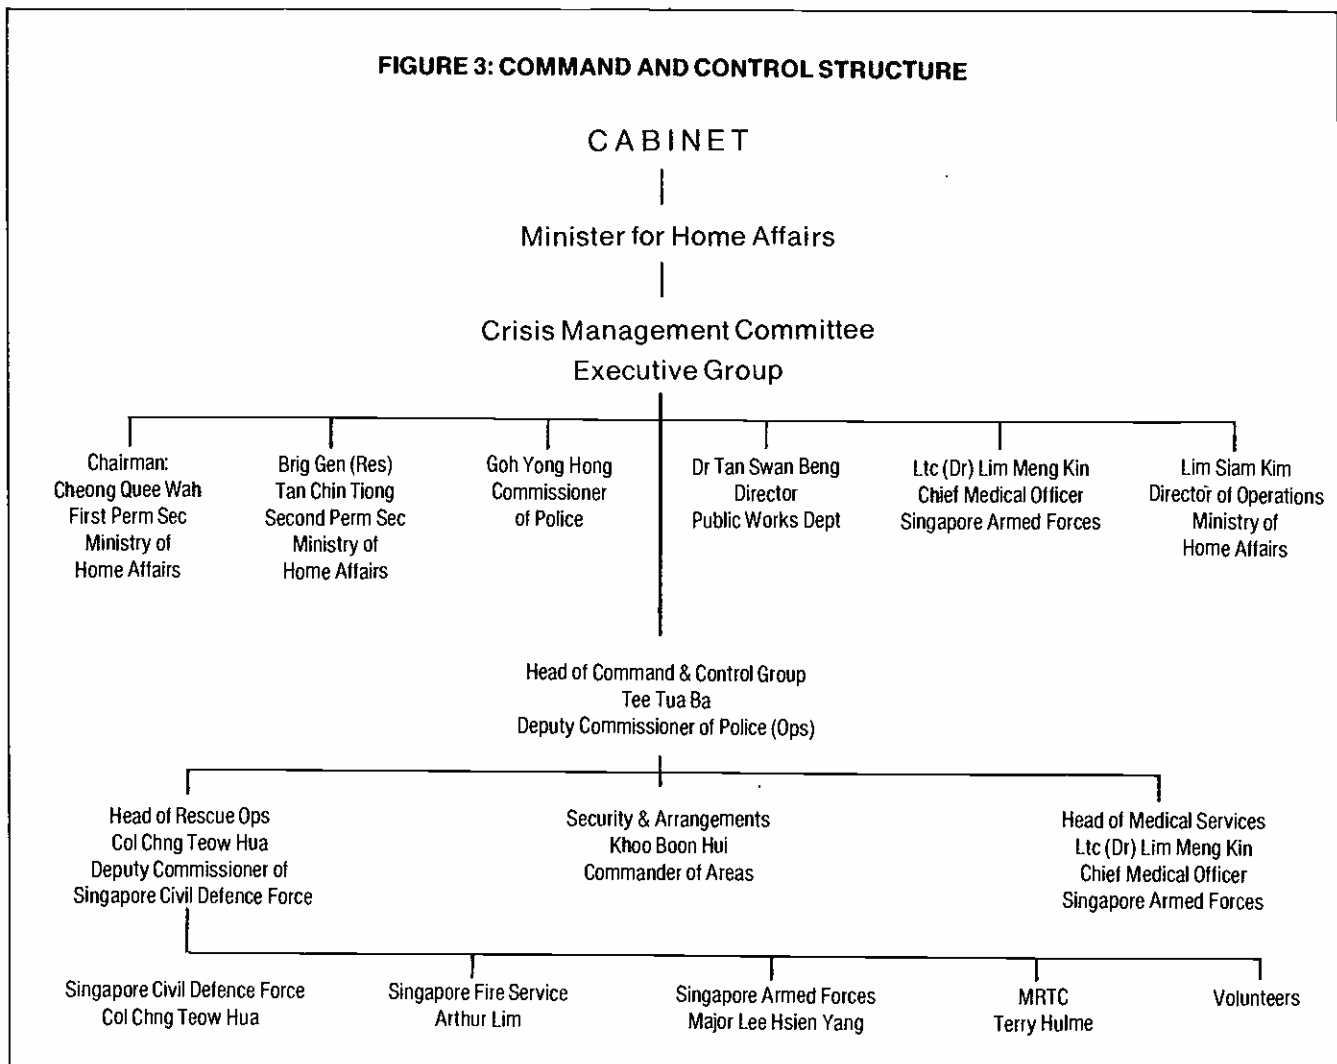 FIGURE 3: COMMAND AND CONTROL STRUCTURE
CABINET
Minister for Home Affairs
Crisis Management Committee
Executive Group
Chairman:
Cheong Quee Wah
First Perm Sec
Ministry of
Home Affairs
Brig Gen (Res)
Tan Chin Tiong
Second Perm Sec
Ministry of
Home Affairs
Goh Yong Hong
Commissioner
of Police
Dr Tan Swan Beng
Director
Public Works Dept
Ltc (Dr) Lim Meng Kin
Chief Medical Officer
Singapore Armed Forces
Lim Siam Kim
Director of Operations
Ministry of
Home Affairs
Head of Command & Control Group
Tee Tua Ba
Deputy Commissioner of Police (Ops)
Head of Rescue Ops
Col Chng Teow Hua
Deputy Commissioner of
Singapore Civil Defence Force
Security & Arrangements
Khoo Boon Hui
Commander of Areas
Head of Medical Services
Ltc (Dr) Lim Meng Kin
Chief Medical Officer
Singapore Armed Forces
Singapore Civil Defence Force
Col Chng Teow Hua
Singapore Fire Service
Arthur Lim
Singapore Armed Forces
Major Lee Hsien Yang
MRTC
Terry Hulme
Volunteers